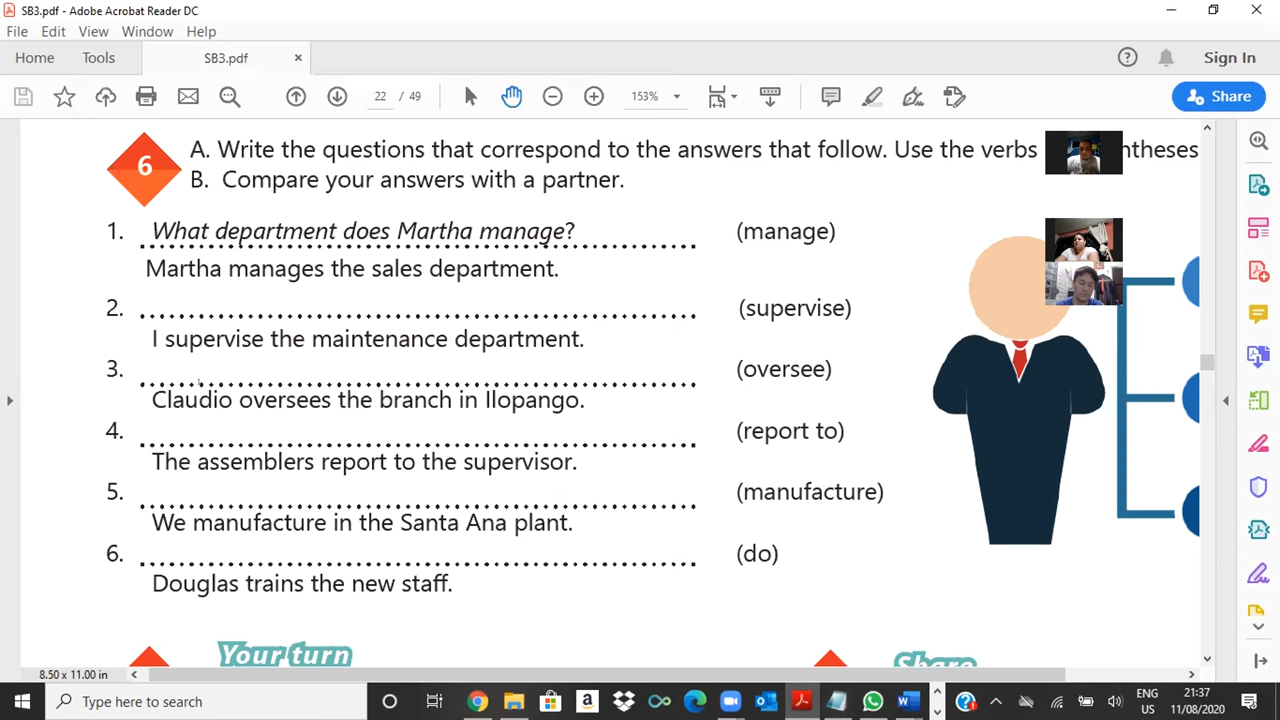 SB3.pdf - Adobe Acrobat Reader DC
File Edit View Window Help
Home Tools SB3.pdf × Sign In
22 / 49 153% Share
6 A. Write the questions that correspond to the answers that follow. Use the verbs ntheses
B. Compare your answers with a partner.
1. What department does Martha manage? (manage)
Martha manages the sales department.
2. (supervise)
I supervise the maintenance department.
3. (oversee)
Claudio oversees the branch in Ilopango.
4. (report to)
The assemblers report to the supervisor.
5. (manufacture)
We manufacture in the Santa Ana plant.
6. (do)
Douglas trains the new staff.
Your turn Share
8.50 x 11.00 in
Type here to search ENG 21:37
US 11/08/2020